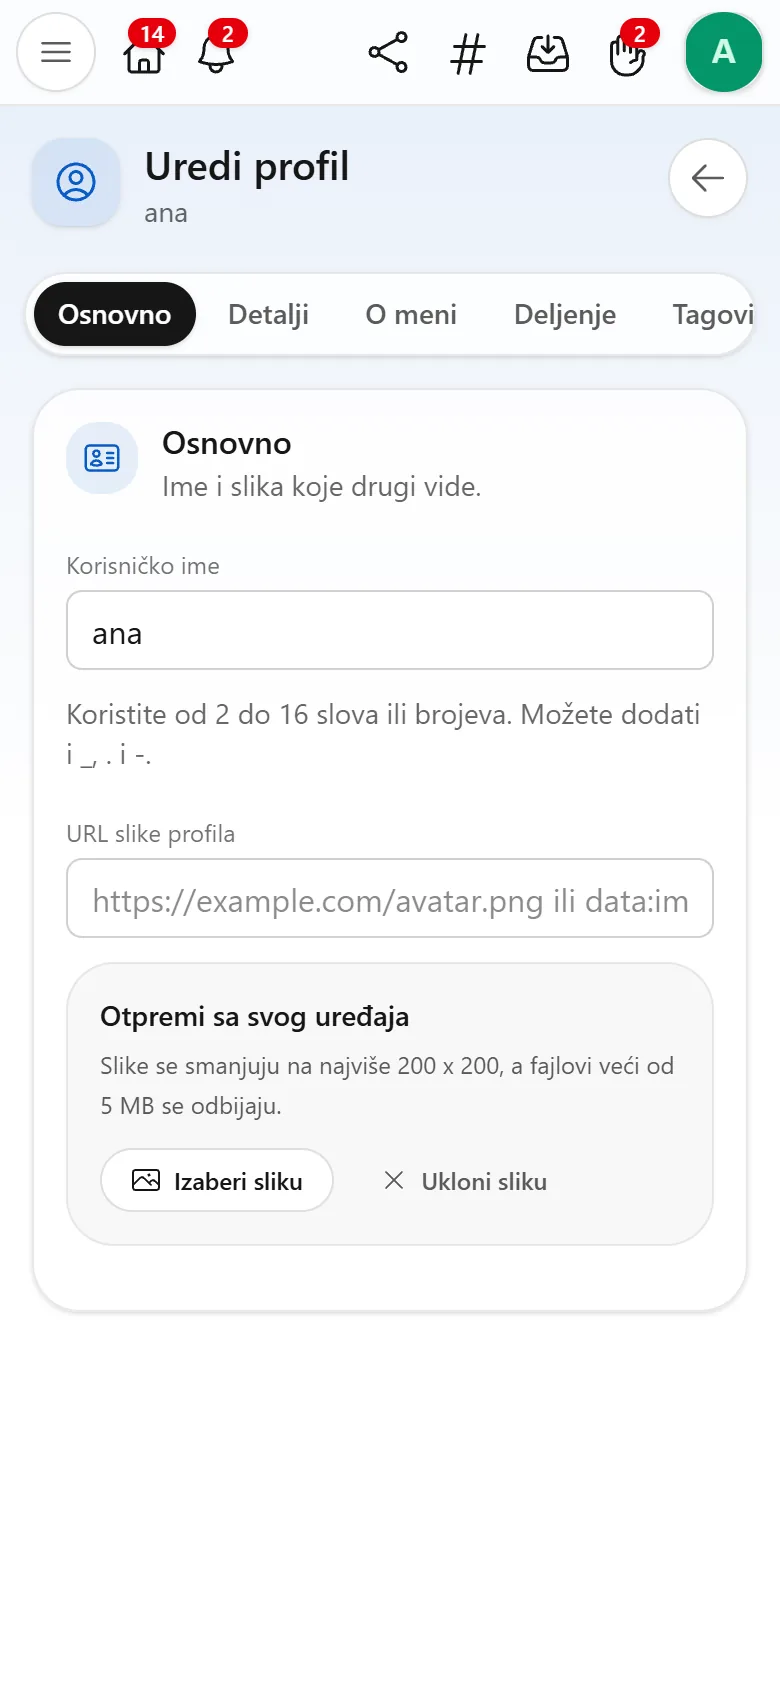 14
2
2
A
Uredi profil
ana
Osnovno
Detalji
O meni
Deljenje
Tagovi
Osnovno
Ime i slika koje drugi vide.
Korisničko ime
ana
Koristite od 2 do 16 slova ili brojeva. Možete dodati
i _, . i -.
URL slike profila
https://example.com/avatar.png ili data:im
Otpremi sa svog uređaja
Slike se smanjuju na najviše 200 x 200, a fajlovi veći od
5 MB se odbijaju.
Izaberi sliku
Ukloni sliku